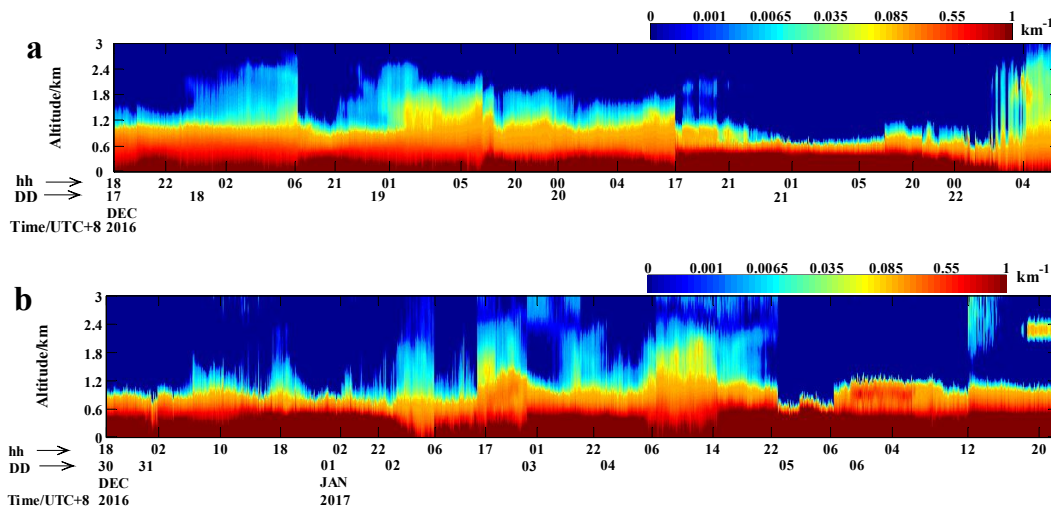 0 0.001 0.0065 0.035 0.085 0.55 1
km-1
a
3
2.4
1.8
1.2
0.6
0
Altitude/km
hh 18 22 02 06 21 01 05 20 00 04 17 21 01 05 20 00 04
DD 17 18 19 20 21 22
DEC
Time/UTC+8 2016
0 0.001 0.0065 0.035 0.085 0.55 1
km-1
b
3
2.4
1.8
1.2
0.6
0
Altitude/km
hh 18 02 10 18 02 22 06 17 01 22 06 14 22 06 04 12 20
DD 30 31 01 02 03 04 05 06
DEC JAN
Time/UTC+8 2016 2017